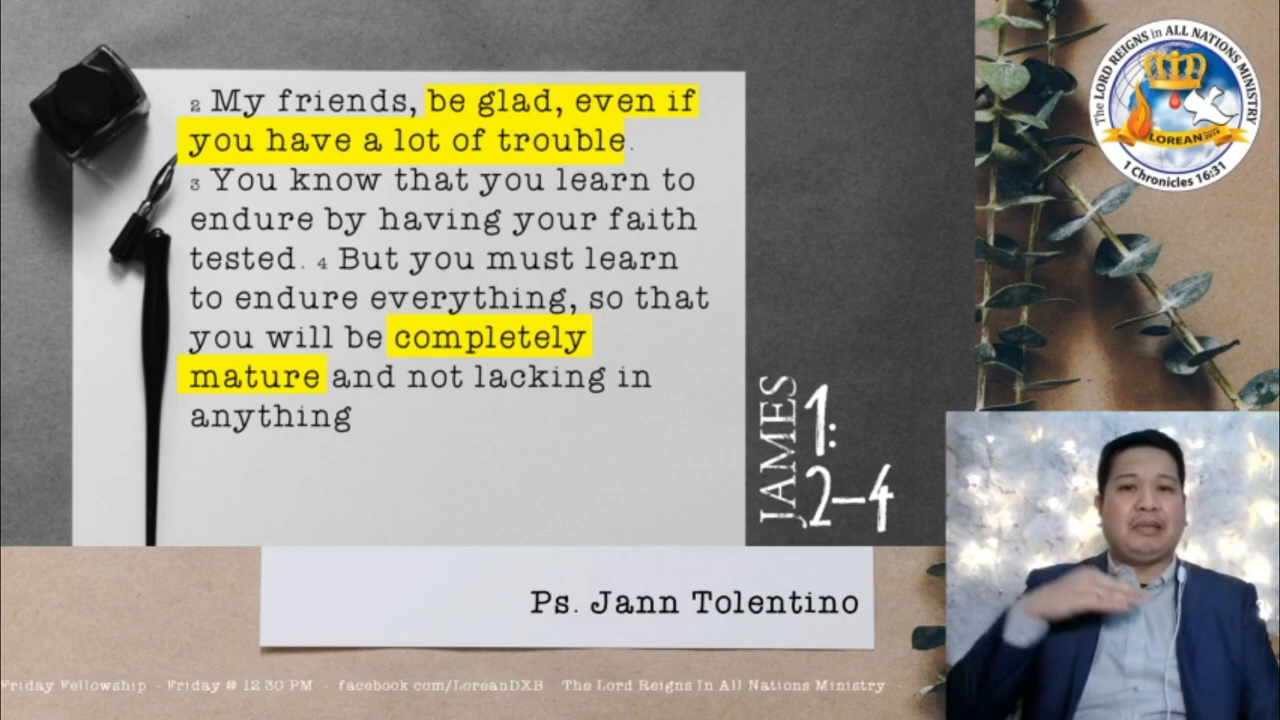 2 My friends, be glad, even if
you have a lot of trouble.
3 You know that you learn to
endure by having your faith
tested. 4 But you must learn
to endure everything, so that
you will be completely
mature and not lacking in
anything
JAMES
1:
2-4
The LORD REIGNS in ALL NATIONS MINISTRY
LOREAN 2019
1 Chronicles 16:31
Ps. Jann Tolentino
Friday Fellowship - Friday @ 12 30 PM - facebook com/LoreanDXB The Lord Reigns In All Nations Ministry